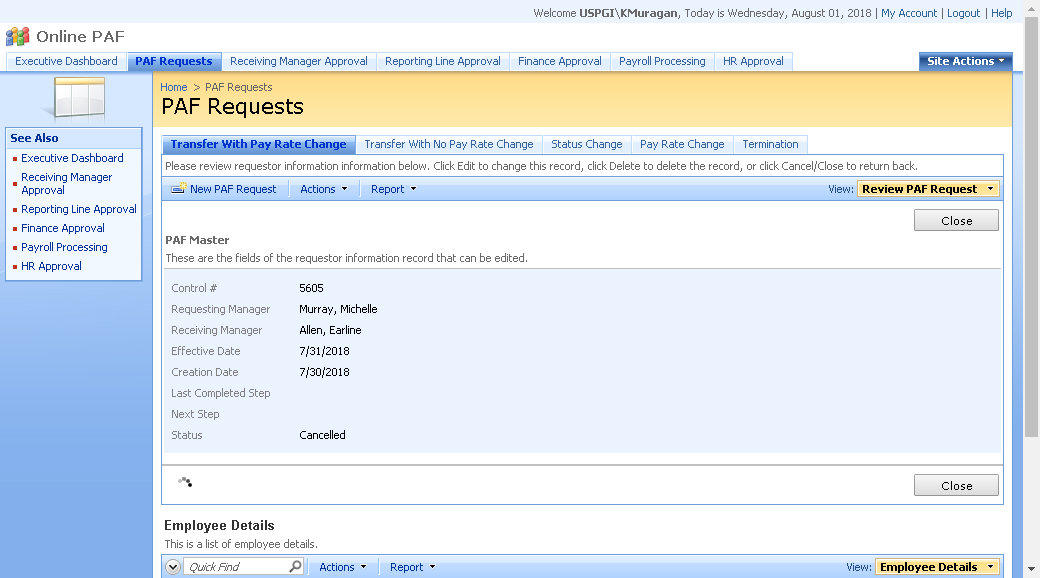 Welcome USPGI\KMuragan, Today is Wednesday, August 01, 2018 | My Account | Logout | Help
Online PAF
Executive Dashboard PAF Requests Receiving Manager Approval Reporting Line Approval Finance Approval Payroll Processing HR Approval Site Actions
Home > PAF Requests
PAF Requests
See Also
Executive Dashboard
Receiving Manager
Approval
Reporting Line Approval
Finance Approval
Payroll Processing
HR Approval
Transfer With Pay Rate Change Transfer With No Pay Rate Change Status Change Pay Rate Change Termination
Please review requestor information information below. Click Edit to change this record, click Delete to delete the record, or click Cancel/Close to return back.
New PAF Request Actions Report View: Review PAF Request
Close
PAF Master
These are the fields of the requestor information record that can be edited.
Control # 5605
Requesting Manager Murray, Michelle
Receiving Manager Allen, Earline
Effective Date 7/31/2018
Creation Date 7/30/2018
Last Completed Step
Next Step
Status Cancelled
Close
Employee Details
This is a list of employee details.
Quick Find Actions Report View: Employee Details